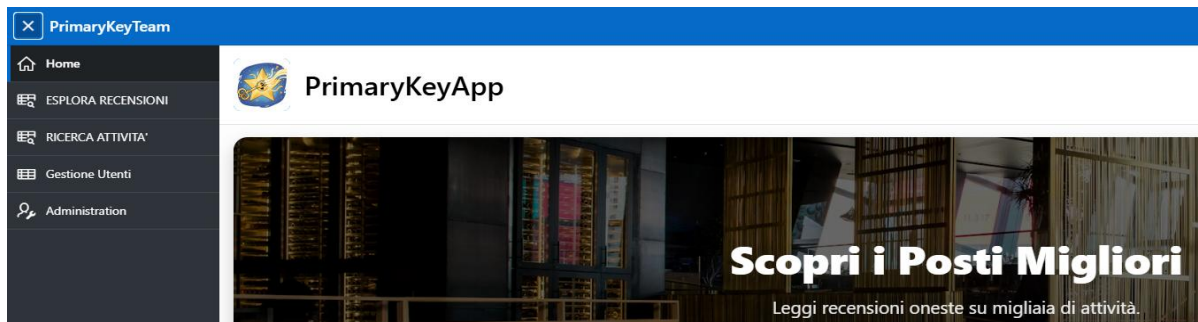 PrimaryKeyTeam
Home
ESPLORA RECENSIONI
RICERCA ATTIVITA'
Gestione Utenti
Administration
PrimaryKeyApp
Scopri i Posti Migliori
Leggi recensioni oneste su migliaia di attività.